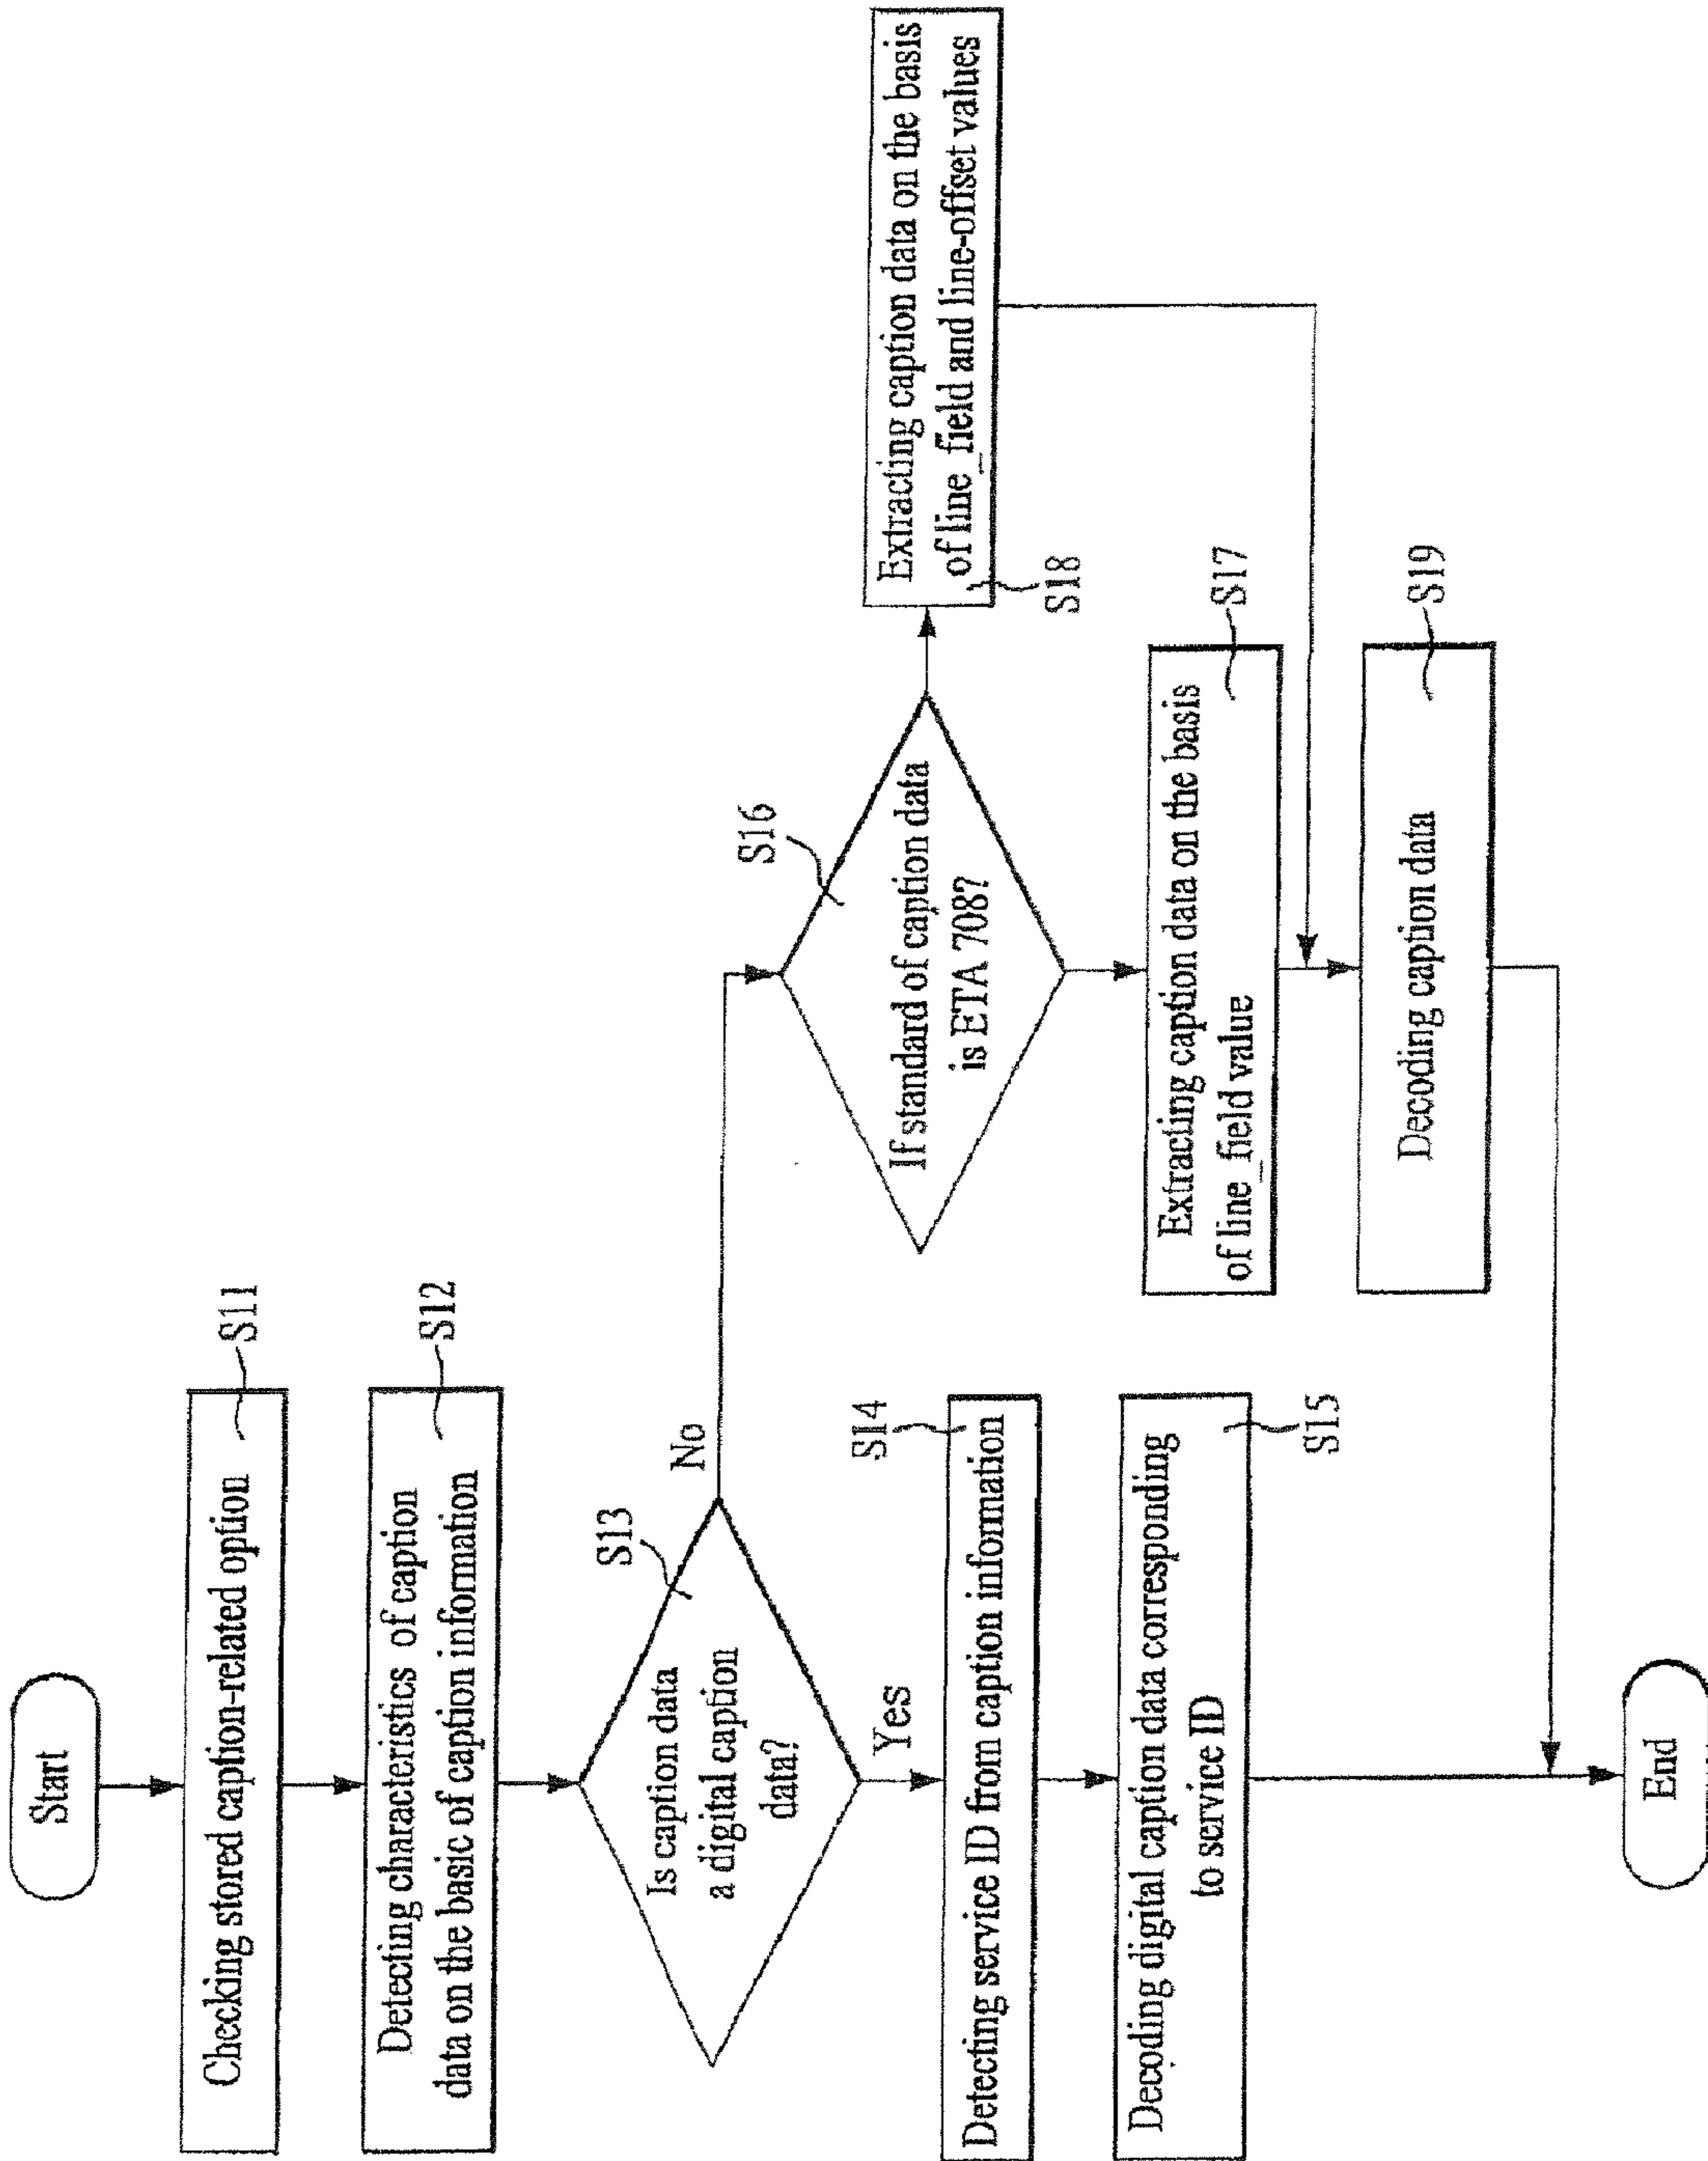 Start
Checking stored caption-related option
S11
Detecting characteristics of caption
data on the basic of caption information
S12
Is caption data
a digital caption
data?
S13
No
Yes
Detecting service ID from caption information
S14
Decoding digital caption data corresponding
to service ID
S15
If standard of caption data
is ETA 708?
S16
Extracting caption data on the basis
of line_field value
S17
Extracting caption data on the basis
of line_field and line-offset values
S18
Decoding caption data
S19
End